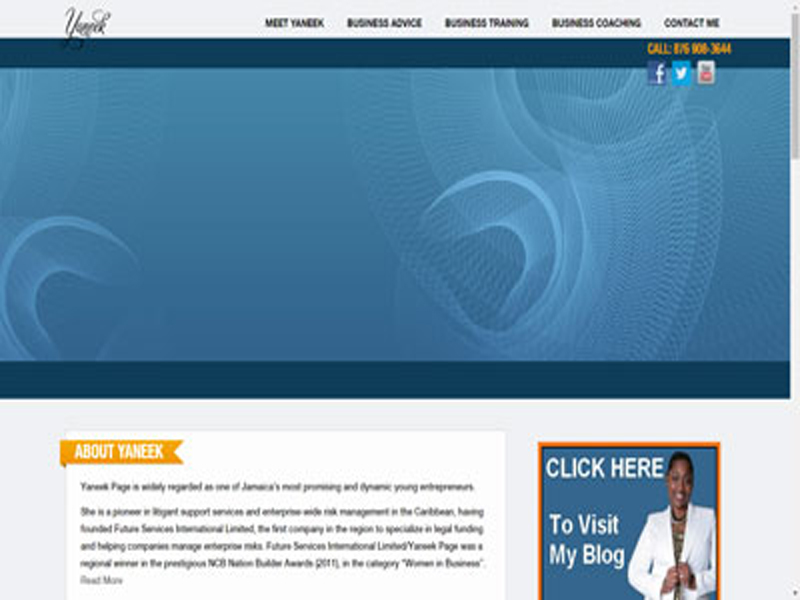 Yaneek
MEET YANEEK BUSINESS ADVICE BUSINESS TRAINING BUSINESS COACHING CONTACT ME
CALL: 876 908-3644
ABOUT YANEEK
Yaneek Page is widely regarded as one of Jamaica's most promising and dynamic young entrepreneurs.
She is a pioneer in litigant support services and enterprise-wide risk management in the Caribbean, having
founded Future Services International Limited, the first company in the region to specialize in legal funding
and helping companies manage enterprise risks. Future Services International Limited/Yaneek Page was a
regional winner in the prestigious NCB Nation Builder Awards (2011), in the category "Women in Business".
Read More
CLICK HERE
To Visit
My Blog